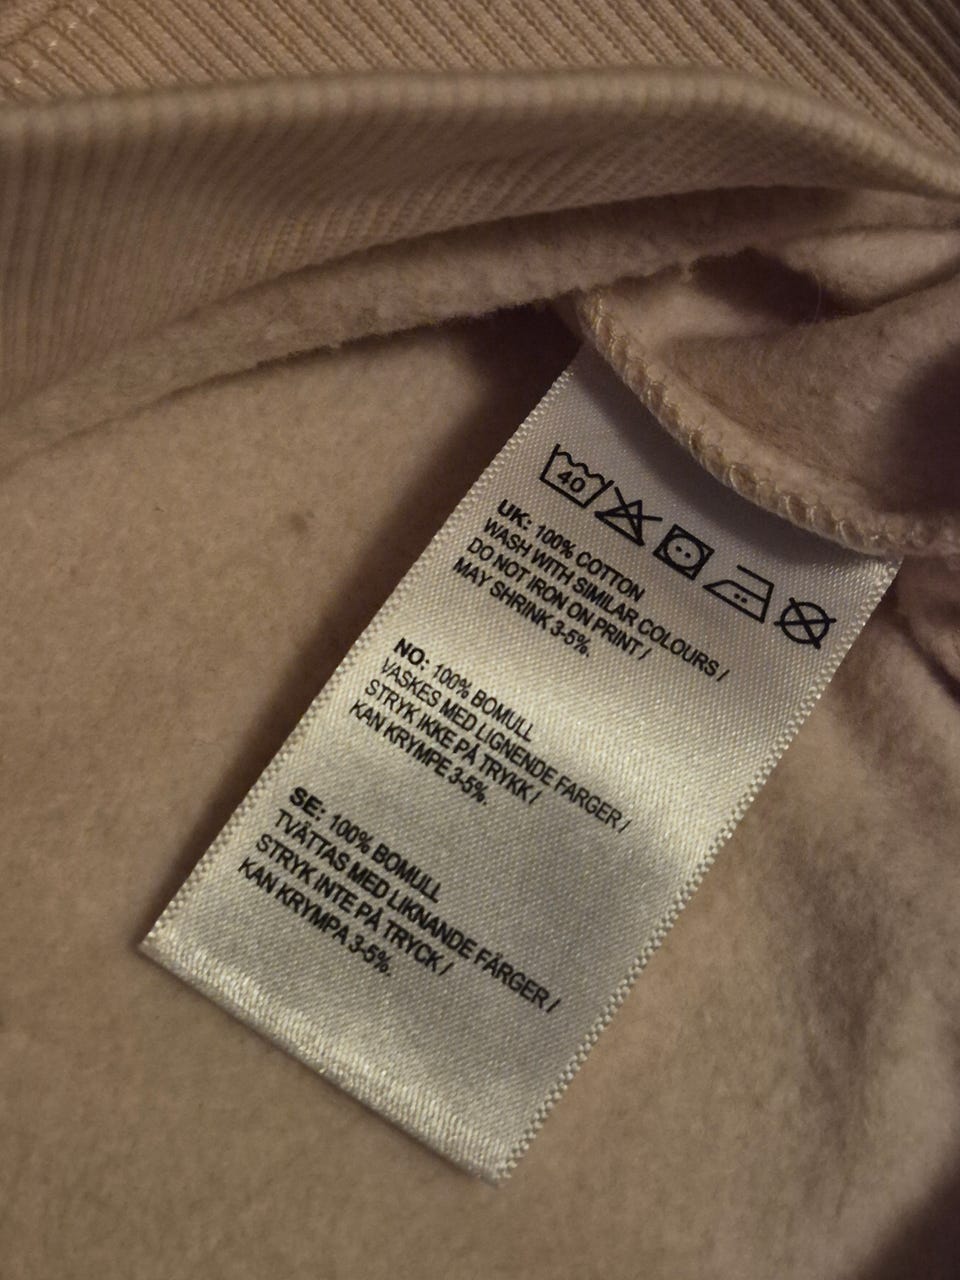 40
UK: 100% COTTON
WASH WITH SIMILAR COLOURS /
DO NOT IRON ON PRINT /
MAY SHRINK 3-5%.
NO: 100% BOMULL
VASKES MED LIGNENDE FARGER /
STRYK IKKE PÅ TRYKK /
KAN KRYMPE 3-5%.
SE: 100% BOMULL
TVÄTTAS MED LIKNANDE FÄRGER /
STRYK INTE PÅ TRYCK /
KAN KRYMPA 3-5%.